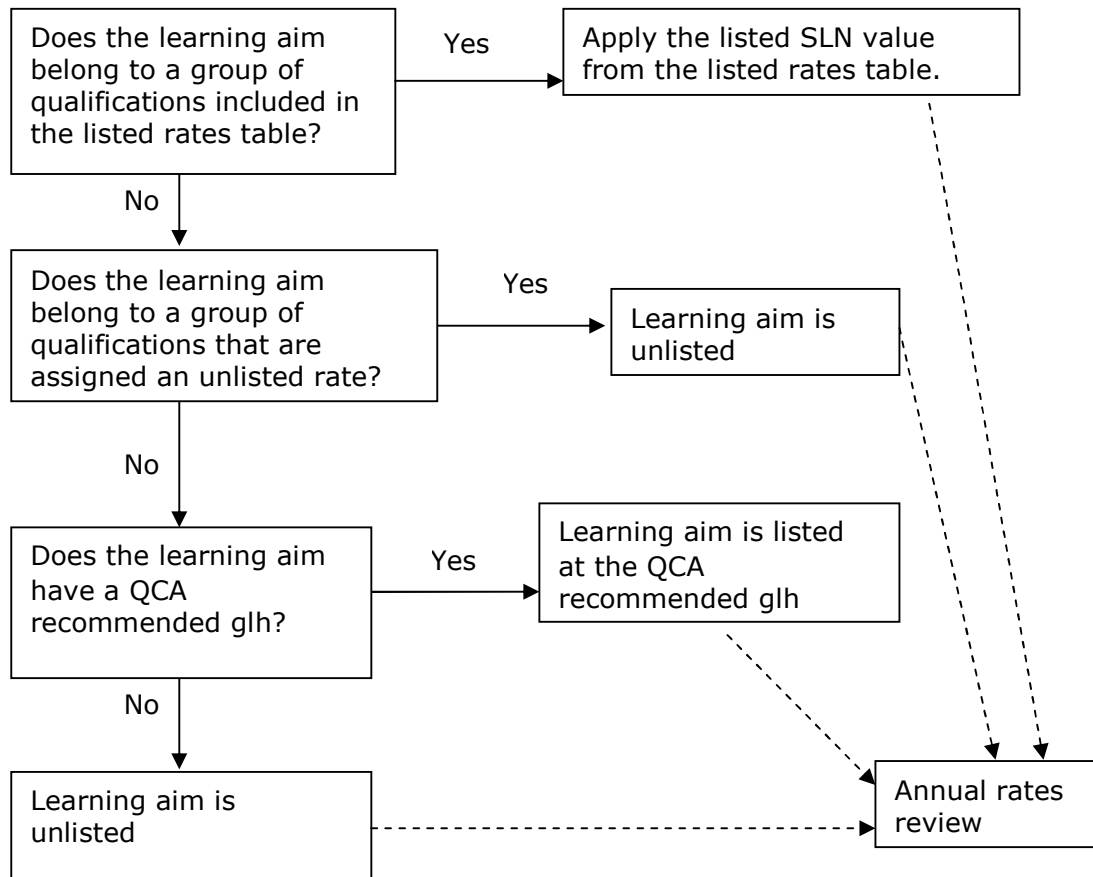 Does the learning aim
belong to a group of
qualifications included in
the listed rates table?
Yes
Apply the listed SLN value
from the listed rates table.
No
Does the learning aim
belong to a group of
qualifications that are
assigned an unlisted rate?
Yes
Learning aim is
unlisted
No
Does the learning aim
have a QCA
recommended glh?
Yes
Learning aim is listed
at the QCA
recommended glh
No
Learning aim is
unlisted
Annual rates
review